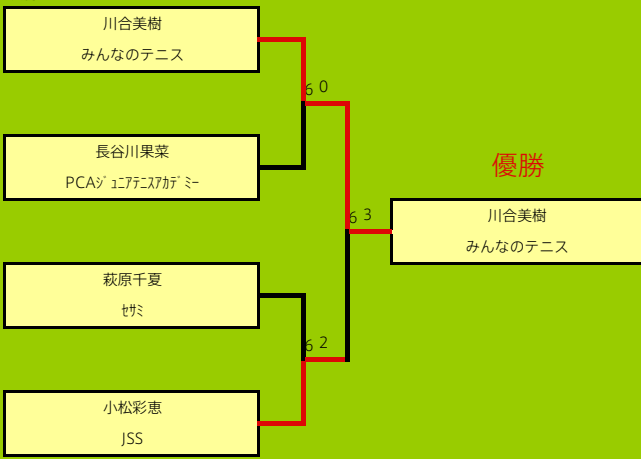 川合美樹
みんなのテニス
6 0
長谷川果菜
PCAｼﾞｭﾆｱﾃﾆｽｱｶﾃﾞﾐｰ
優勝
6 3
川合美樹
みんなのテニス
萩原千夏
ｾｻﾐ
6 2
小松彩恵
JSS